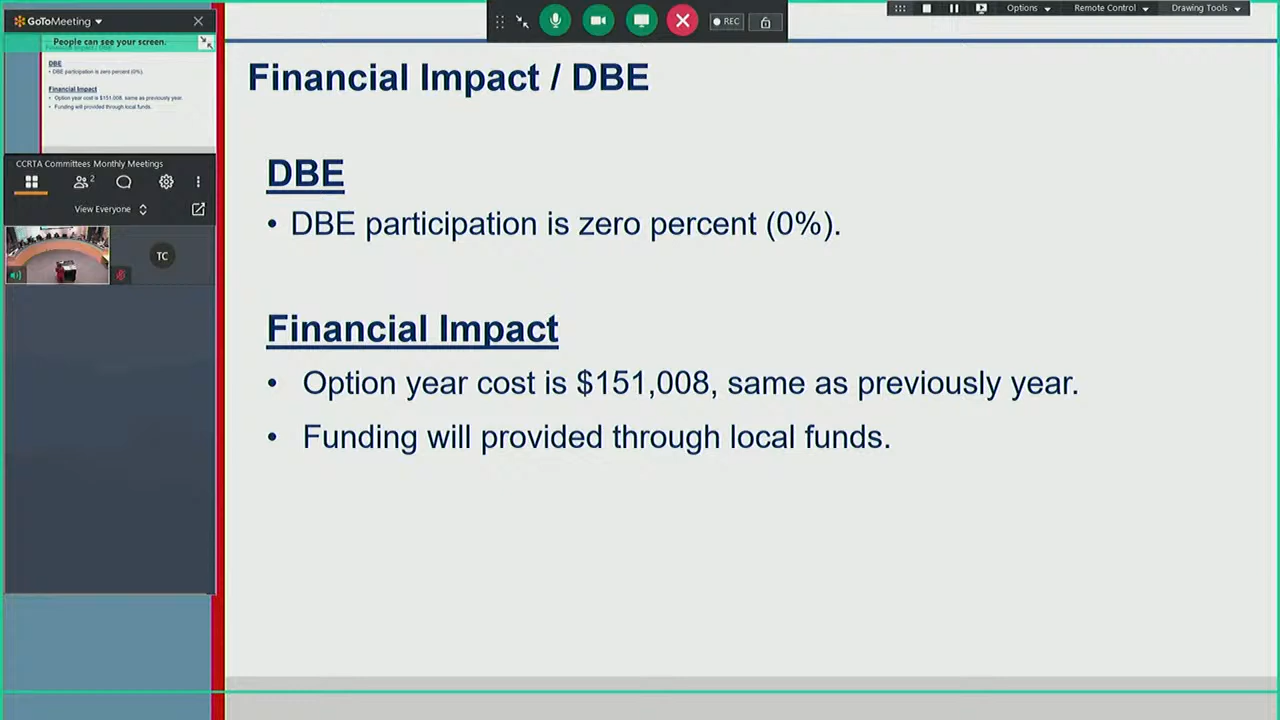 GoToMeeting
People can see your screen.
DBE
• DBE participation is zero percent (0%).
Financial Impact
• Option year cost is $151,008, same as previously year.
• Funding will provided through local funds.
CCRTA Committees Monthly Meetings
2
View Everyone
TC
REC
Options
Remote Control
Drawing Tools
Financial Impact / DBE
DBE
• DBE participation is zero percent (0%).
Financial Impact
• Option year cost is $151,008, same as previously year.
• Funding will provided through local funds.